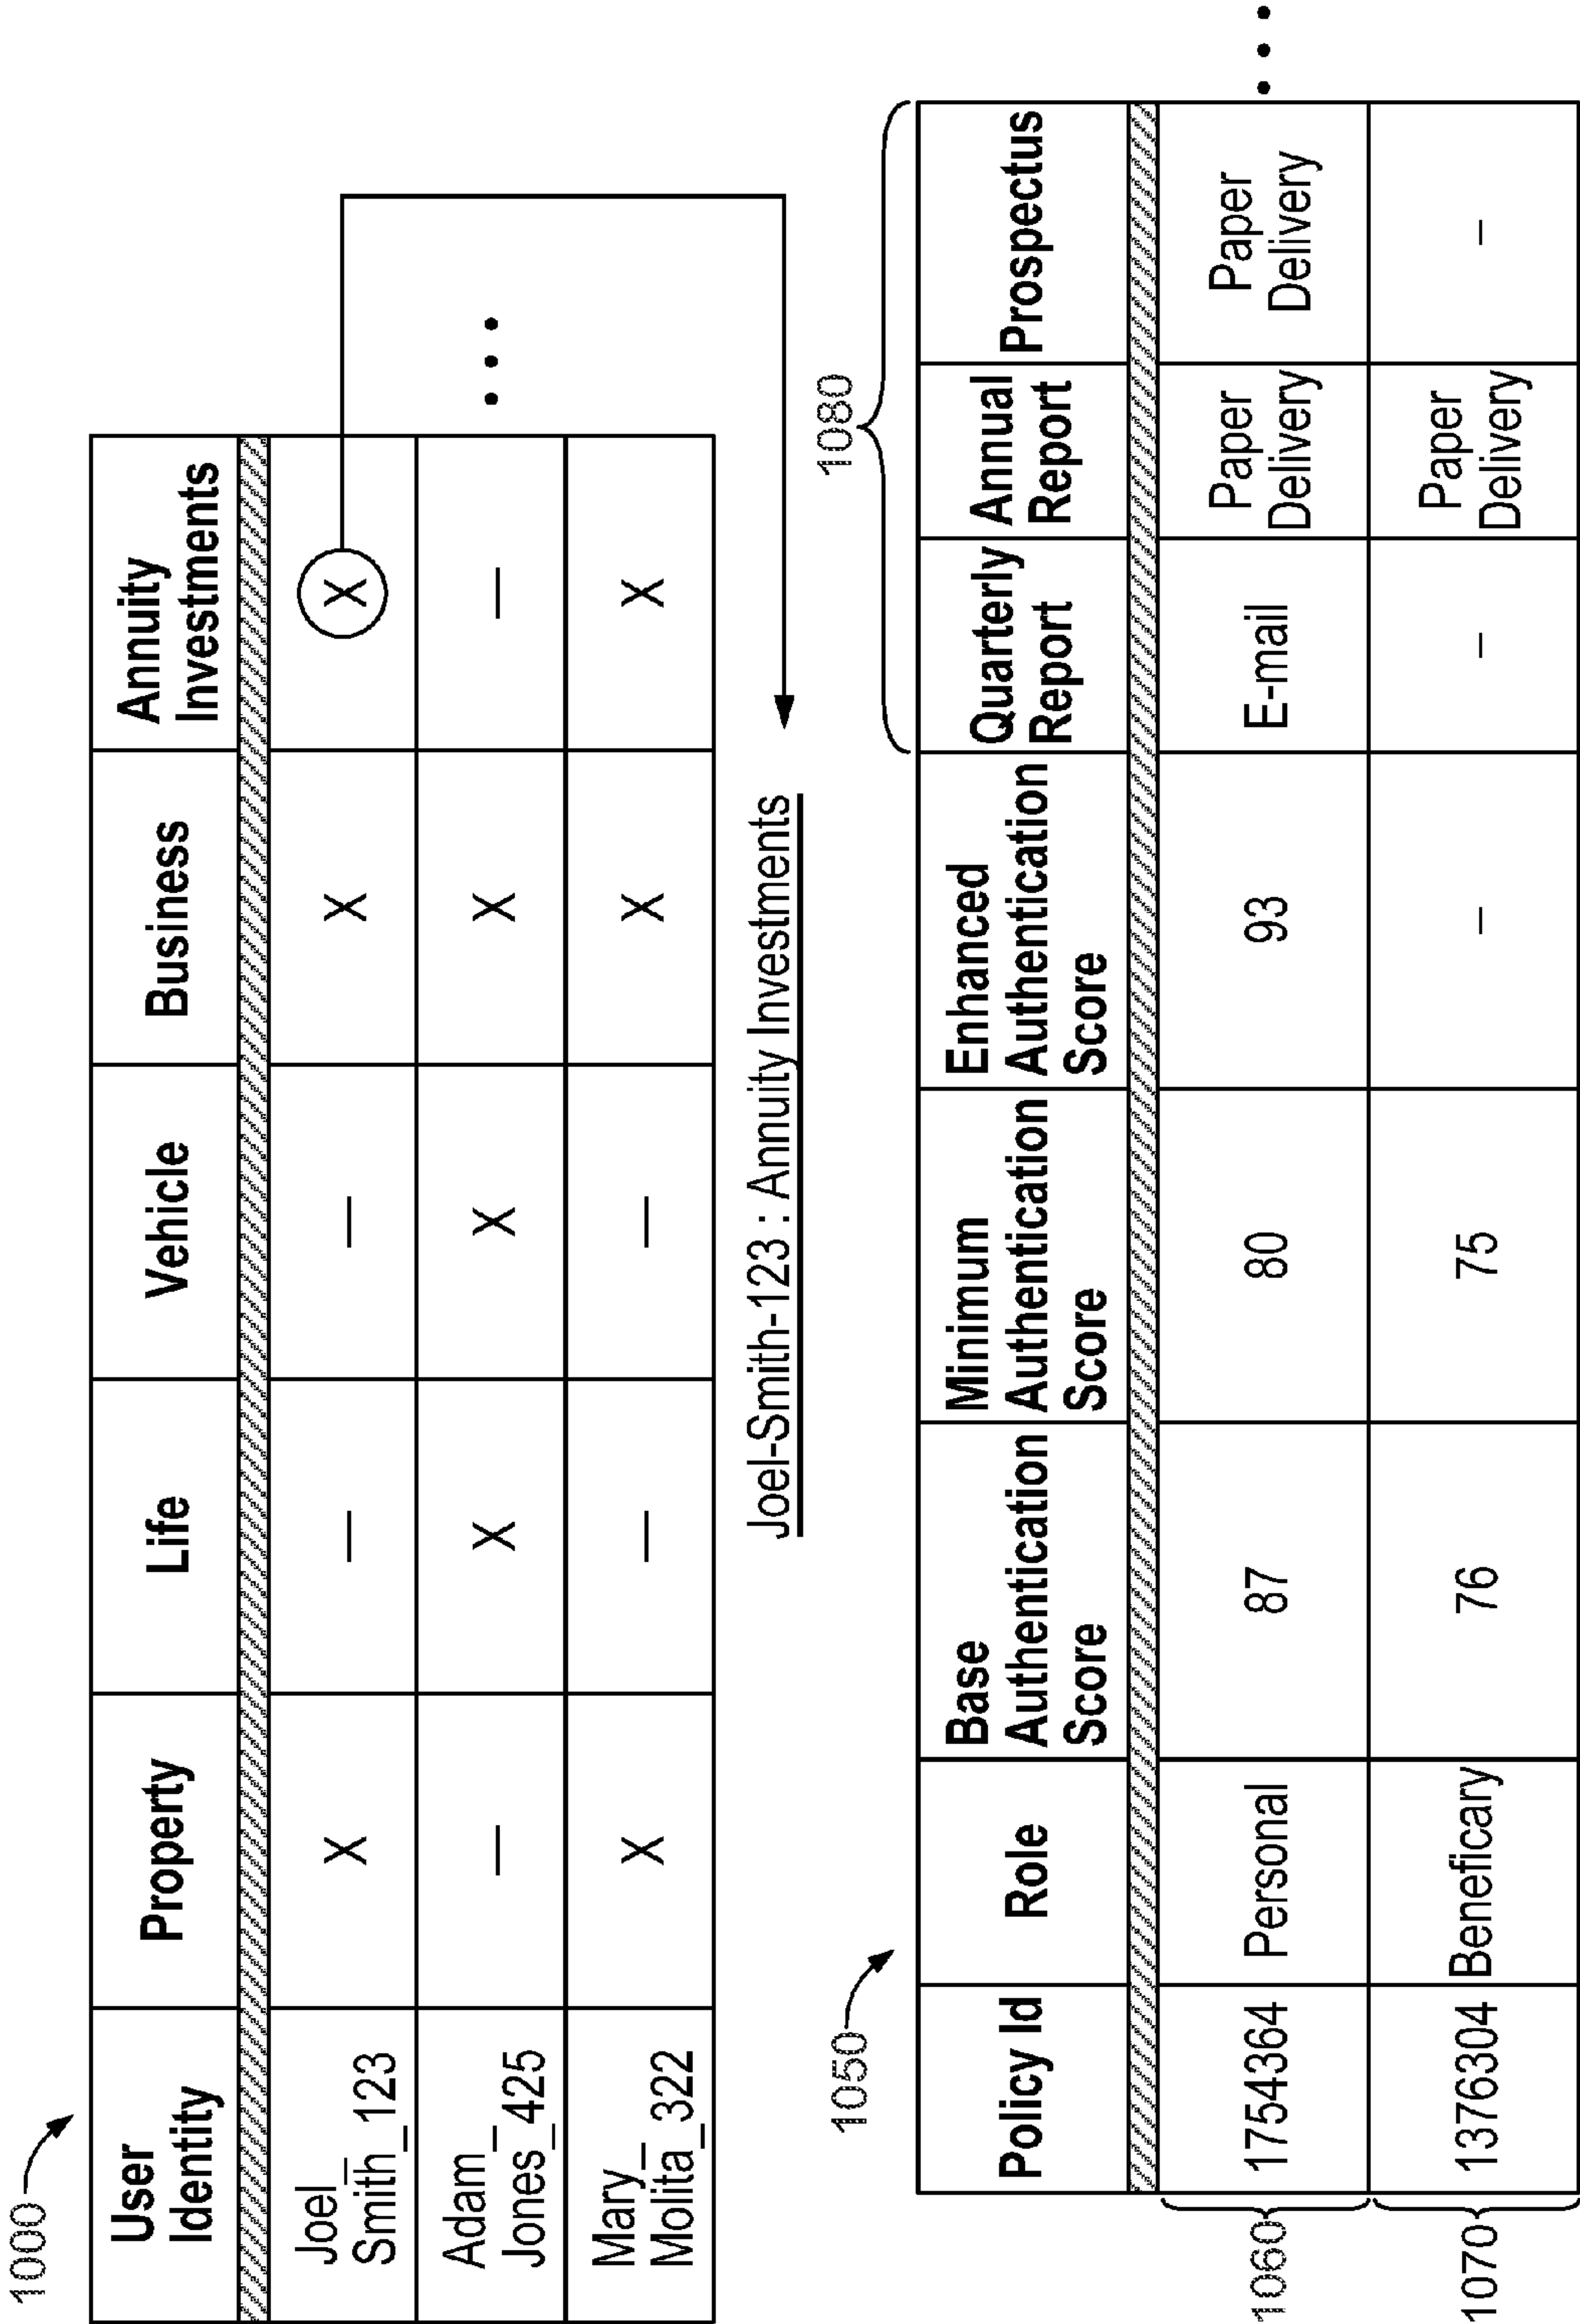 1000
User
Identity
Property
Life
Vehicle
Business
Annuity
Investments
Joel_
Smith_123
X
–
–
X
X
Adam_
Jones_425
–
X
X
X
–
Mary_
Molita_322
X
–
–
X
X
• • •
Joel-Smith-123 : Annuity Investments
1050
1080
Policy Id
Role
Base
Authentication
Score
Minimum
Authentication
Score
Enhanced
Authentication
Score
Quarterly
Report
Annual
Report
Prospectus
1060
1754364
Personal
87
80
93
E-mail
Paper
Delivery
Paper
Delivery
• • •
1070
1376304
Beneficary
76
75
–
–
Paper
Delivery
–